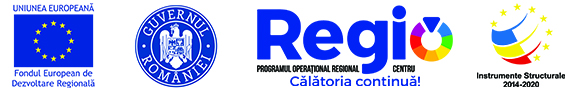 UNIUNEA EUROPEANĂ
Fondul European de
Dezvoltare Regională
GUVERNUL
ROMÂNIEI
Regio
PROGRAMUL OPERAȚIONAL REGIONAL CENTRU
Călătoria continuă!
Instrumente Structurale
2014-2020